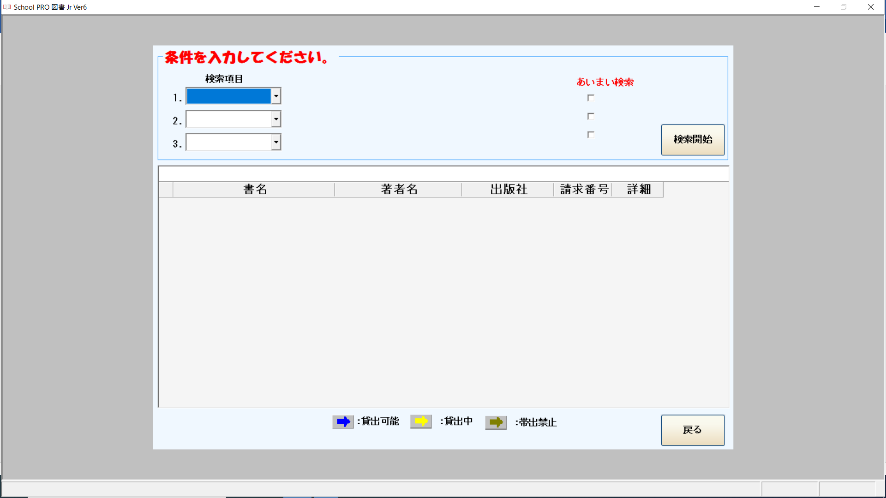 School PRO 図書 Jr Ver6
条件を入力してください。
検索項目
あいまい検索
1.
2.
3.
検索開始
書名 著者名 出版社 請求番号 詳細
:貸出可能 :貸出中 :帯出禁止
戻る